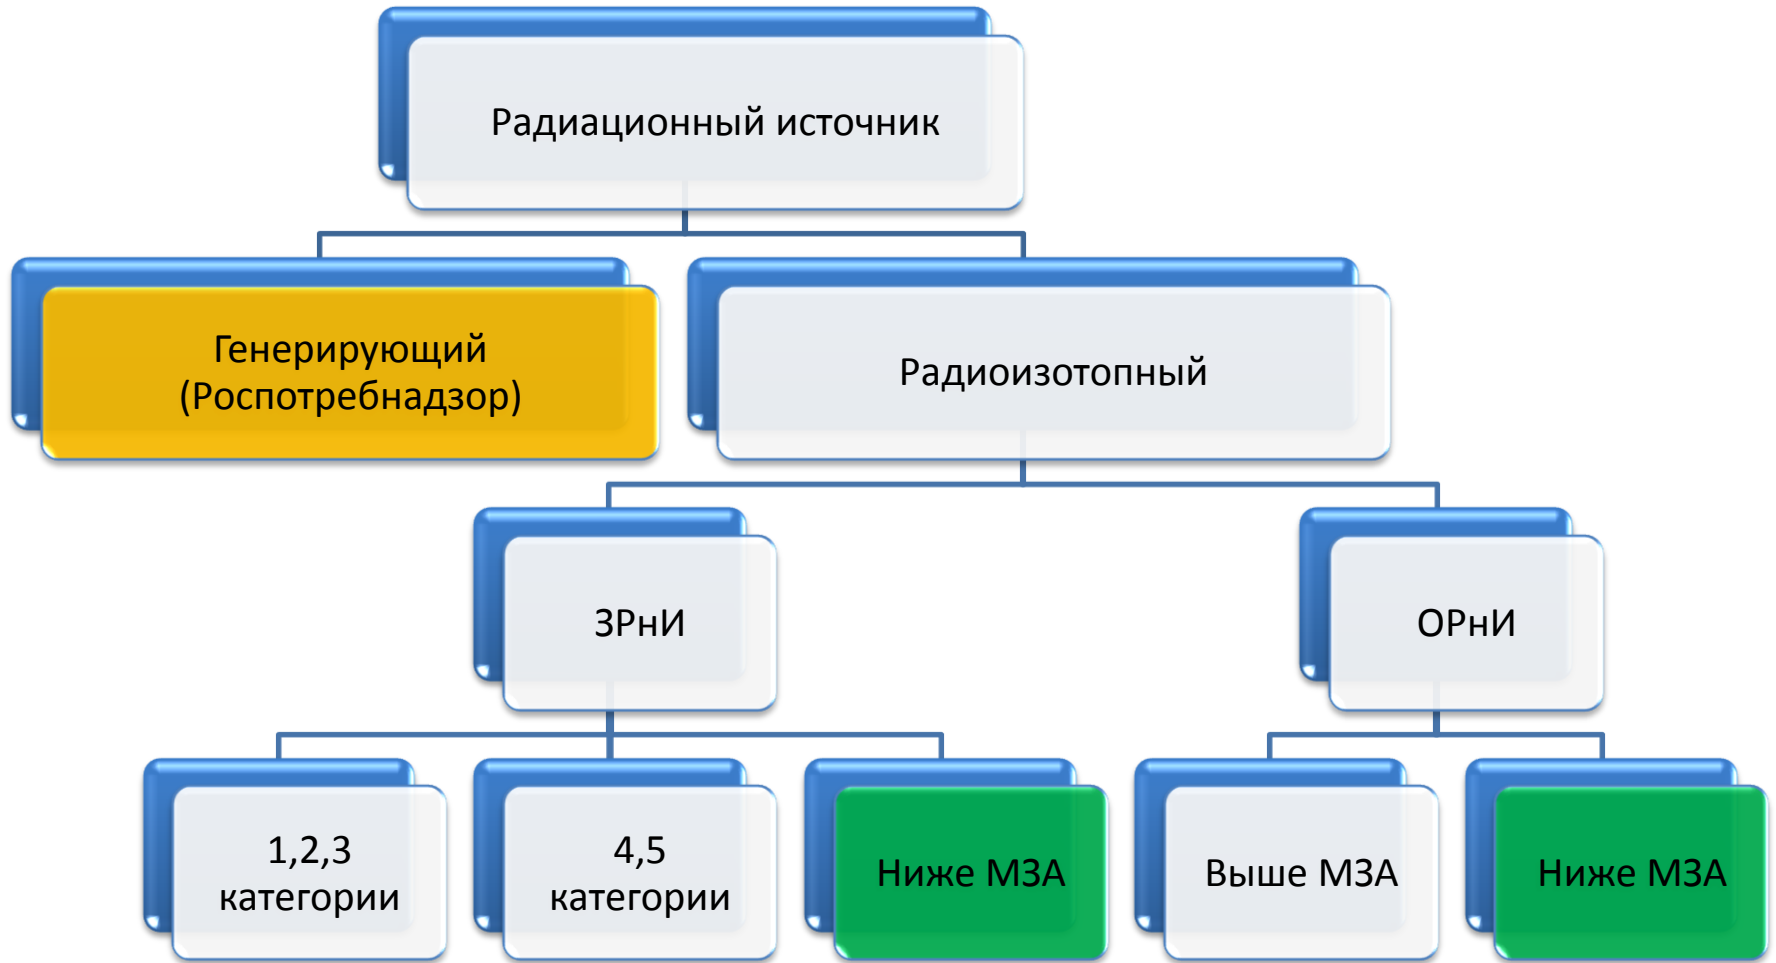 Радиационный источник
Генерирующий
(Роспотребнадзор)
Радиоизотопный
ЗРнИ
ОРнИ
1,2,3
категории
4,5
категории
Ниже МЗА
Выше МЗА
Ниже МЗА